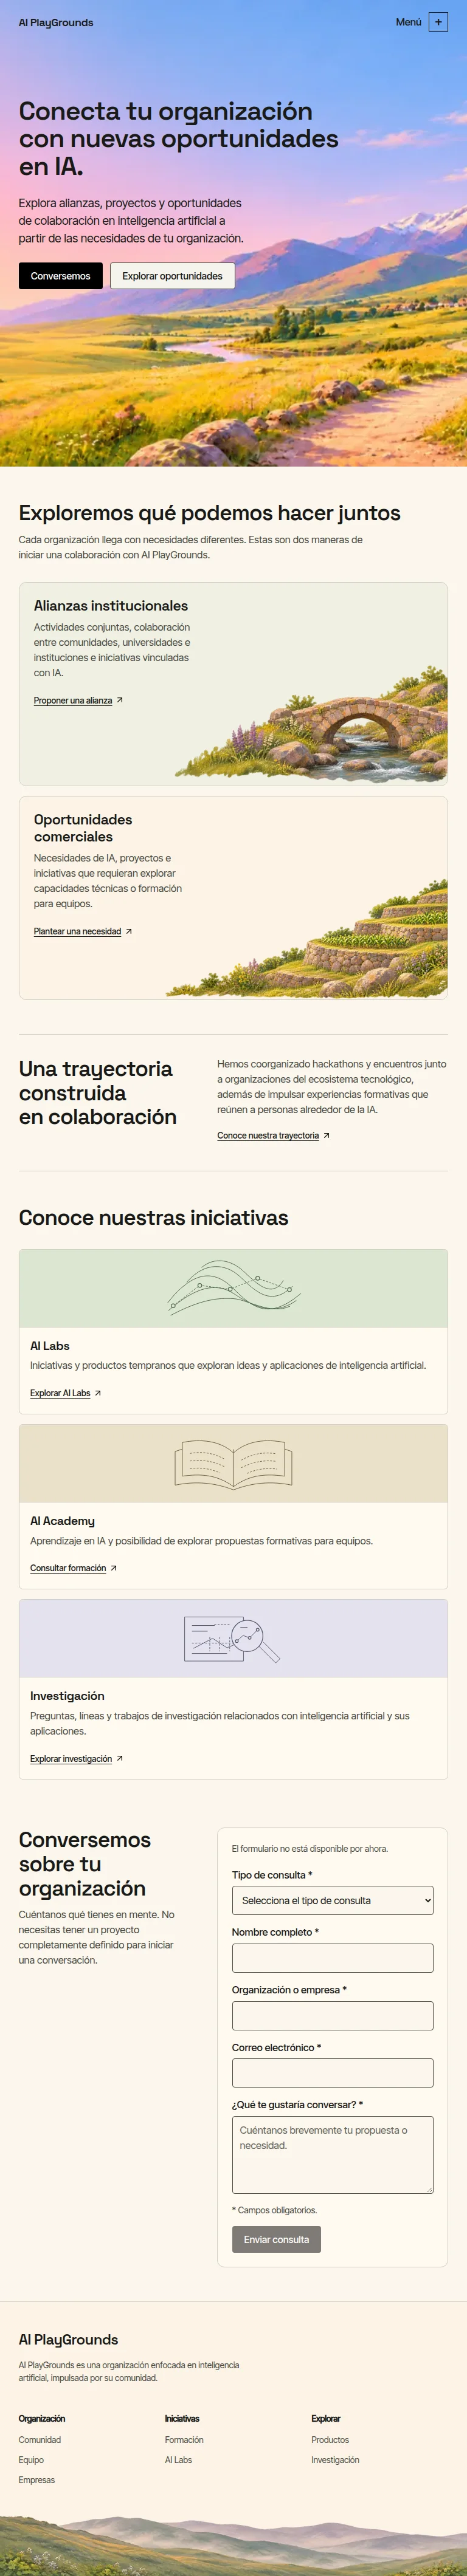 AI PlayGrounds
Menú +
Conecta tu organización
con nuevas oportunidades
en IA.
Explora alianzas, proyectos y oportunidades
de colaboración en inteligencia artificial a
partir de las necesidades de tu organización.
Conversemos
Explorar oportunidades
Exploremos qué podemos hacer juntos
Cada organización llega con necesidades diferentes. Estas son dos maneras de
iniciar una colaboración con AI PlayGrounds.
Alianzas institucionales
Actividades conjuntas, colaboración
entre comunidades, universidades e
instituciones e iniciativas vinculadas
con IA.
Proponer una alianza
Oportunidades
comerciales
Necesidades de IA, proyectos e
iniciativas que requieran explorar
capacidades técnicas o formación
para equipos.
Plantear una necesidad
Una trayectoria
construida
en colaboración
Hemos coorganizado hackathons y encuentros junto
a organizaciones del ecosistema tecnológico,
además de impulsar experiencias formativas que
reúnen a personas alrededor de la IA.
Conoce nuestra trayectoria
Conoce nuestras iniciativas
AI Labs
Iniciativas y productos tempranos que exploran ideas y aplicaciones de inteligencia artificial.
Explorar AI Labs
AI Academy
Aprendizaje en IA y posibilidad de explorar propuestas formativas para equipos.
Consultar formación
Investigación
Preguntas, líneas y trabajos de investigación relacionados con inteligencia artificial y sus
aplicaciones.
Explorar investigación
Conversemos
sobre tu
organización
Cuéntanos qué tienes en mente. No
necesitas tener un proyecto
completamente definido para iniciar
una conversación.
El formulario no está disponible por ahora.
Tipo de consulta *
Selecciona el tipo de consulta
Nombre completo *
Organización o empresa *
Correo electrónico *
¿Qué te gustaría conversar? *
Cuéntanos brevemente tu propuesta o
necesidad.
* Campos obligatorios.
Enviar consulta
AI PlayGrounds
AI PlayGrounds es una organización enfocada en inteligencia
artificial, impulsada por su comunidad.
Organización
Comunidad
Equipo
Empresas
Iniciativas
Formación
AI Labs
Explorar
Productos
Investigación